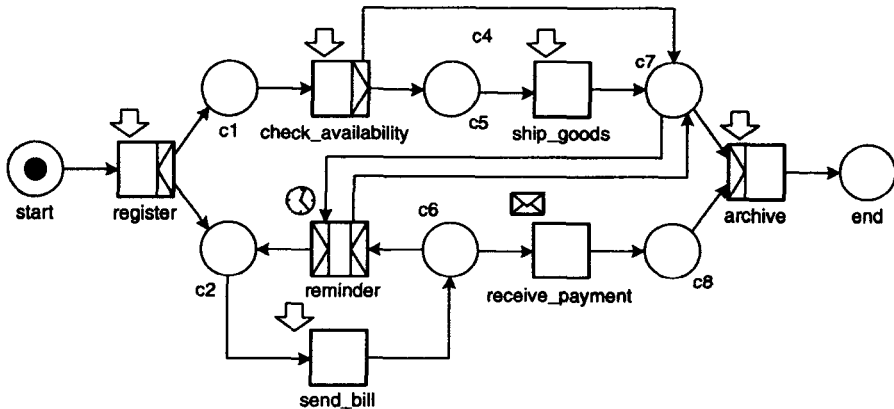 c4
c7
c1
check_availability
c5
ship_goods
start
register
c6
archive
end
c2
reminder
receive_payment
c8
send_bill